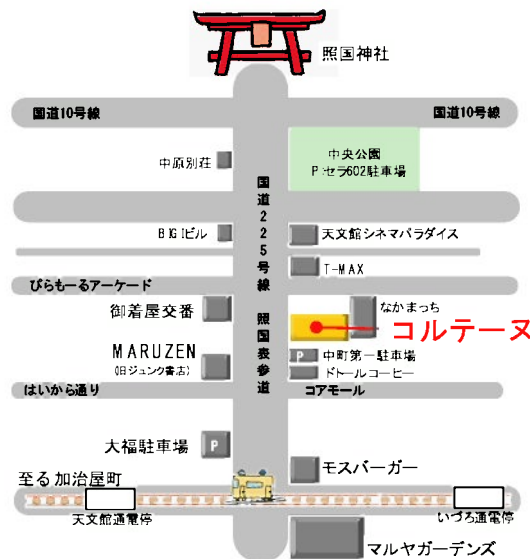 照国神社
国道10号線
国道10号線
中原別荘
中央公園
P:セラ602駐車場
国道225号線
BIGIビル
天文館シネマパラダイス
T-MAX
ぴらもーるアーケード
御着屋交番
照国表参道
なかまっち
コルテーヌ
MARUZEN
(旧ジュンク書店)
P
中町第一駐車場
ドトールコーヒー
はいから通り
コアモール
大福駐車場
P
モスバーガー
至る加治屋町
天文館通電停
いづろ通電停
マルヤガーデンズ